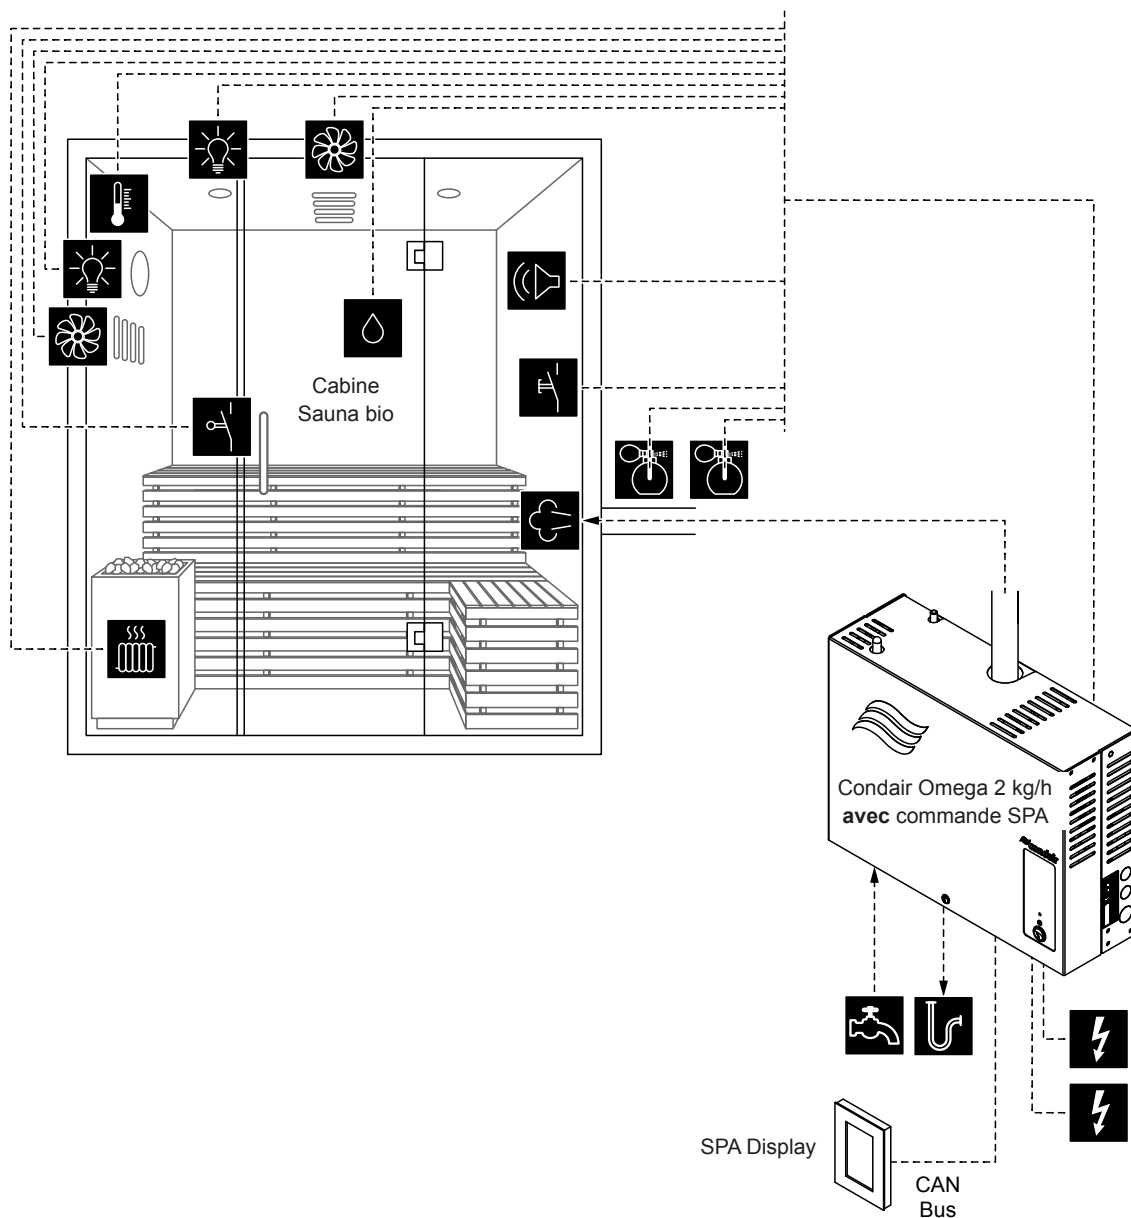 Cabine
Sauna bio
Condair Omega 2 kg/h
avec commande SPA
SPA Display
CAN
Bus